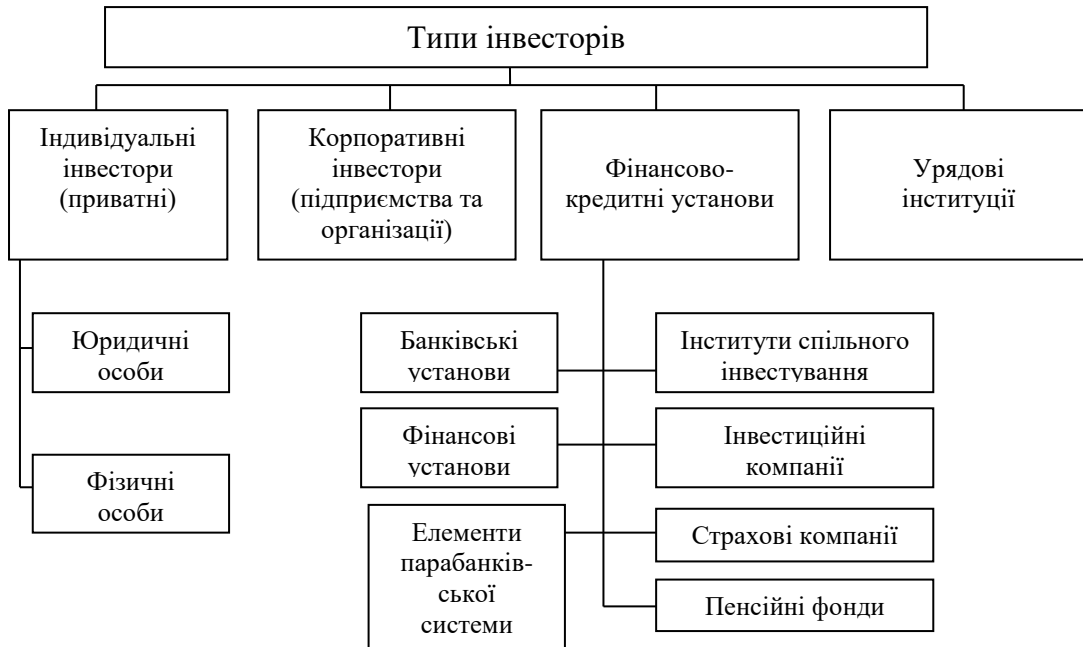 Типи інвесторів
Індивідуальні
інвестори
(приватні)
Корпоративні
інвестори
(підприємства та
організації)
Фінансово-
кредитні установи
Урядові
інституції
Юридичні
особи
Фізичні
особи
Банківські
установи
Інститути спільного
інвестування
Фінансові
установи
Інвестиційні
компанії
Елементи
парабанків-
ської
системи
Страхові компанії
Пенсійні фонди